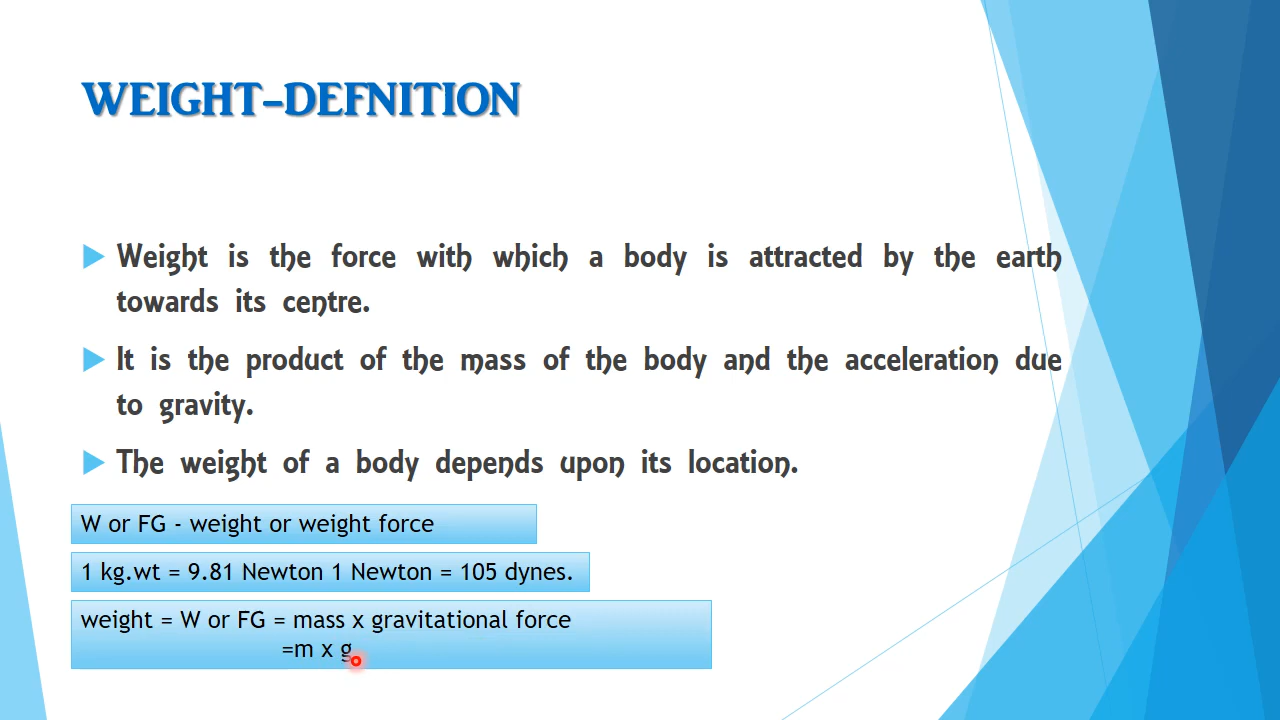 WEIGHT-DEFNITION
Weight is the force with which a body is attracted by the earth
towards its centre.
It is the product of the mass of the body and the acceleration due
to gravity.
The weight of a body depends upon its location.
W or FG - weight or weight force
1 kg.wt = 9.81 Newton 1 Newton = 105 dynes.
weight = W or FG = mass x gravitational force
=m x g